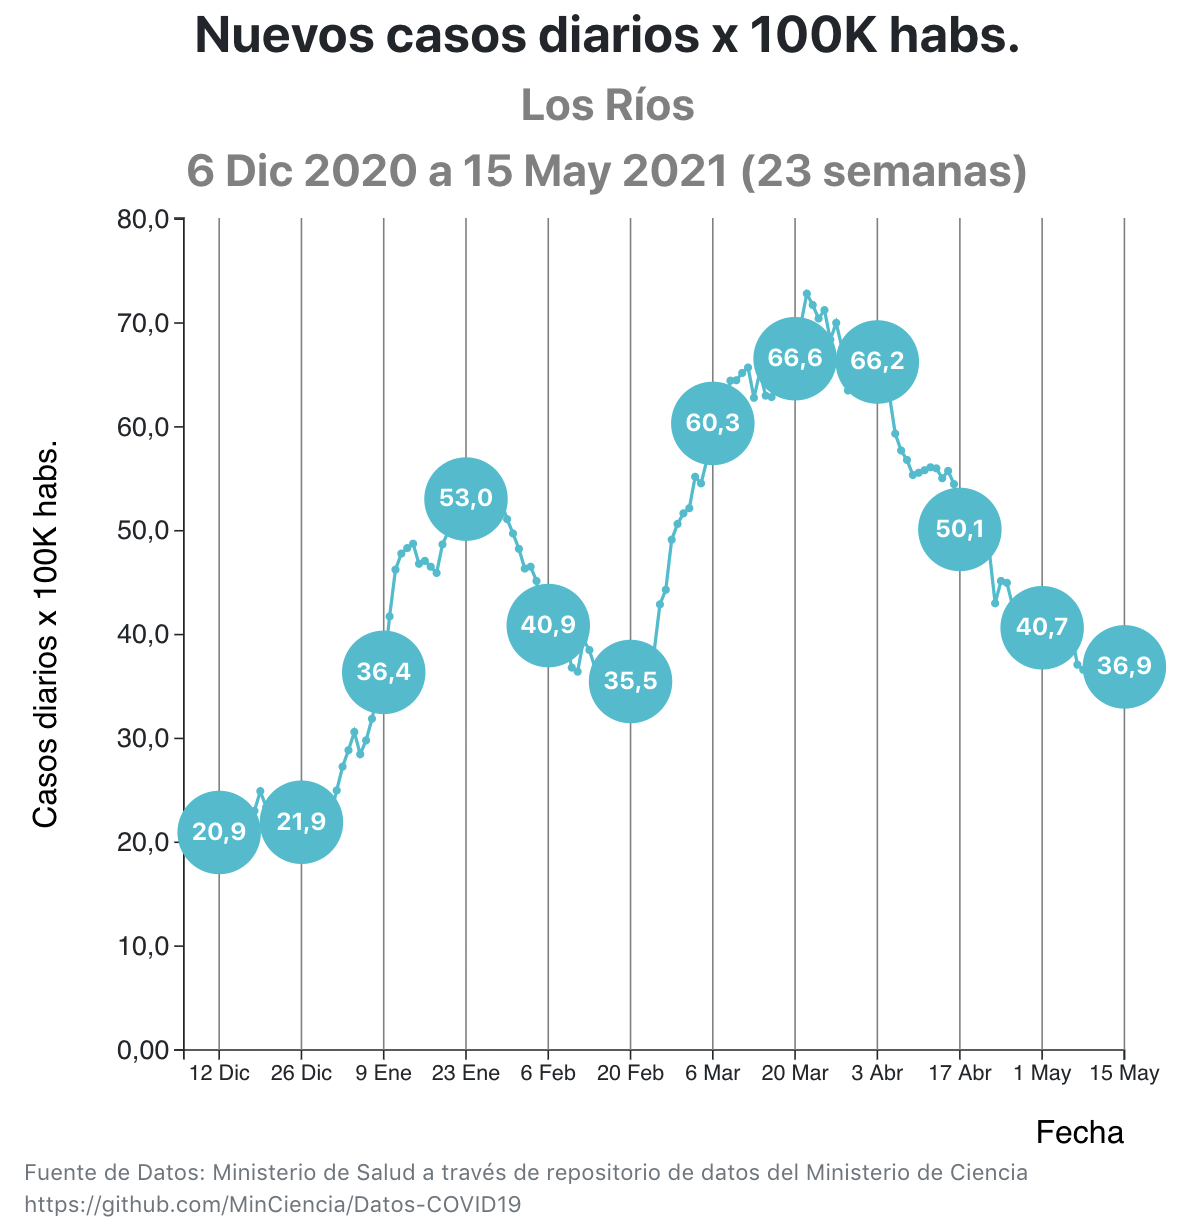 Nuevos casos diarios x 100K habs.
Los Ríos
6 Dic 2020 a 15 May 2021 (23 semanas)
80,0
70,0
60,0
50,0
40,0
30,0
20,0
10,0
0,00
Casos diarios x 100K habs.
20,9
21,9
36,4
53,0
40,9
35,5
60,3
66,6
66,2
50,1
40,7
36,9
12 Dic
26 Dic
9 Ene
23 Ene
6 Feb
20 Feb
6 Mar
20 Mar
3 Abr
17 Abr
1 May
15 May
Fecha
Fuente de Datos: Ministerio de Salud a través de repositorio de datos del Ministerio de Ciencia
https://github.com/MinCiencia/Datos-COVID19